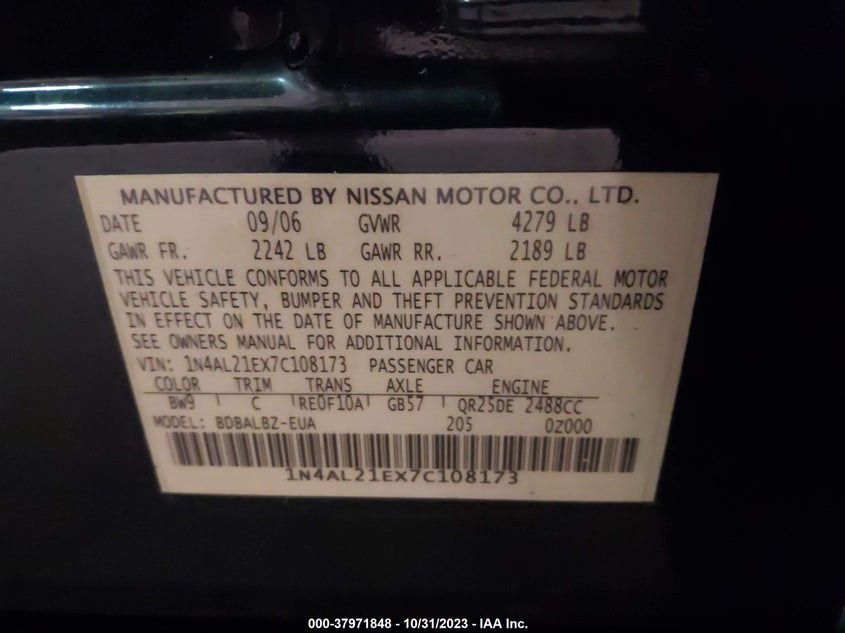 MANUFACTURED BY NISSAN MOTOR CO., LTD.
DATE 09/06 GVWR 4279 LB
GAWR FR. 2242 LB GAWR RR. 2189 LB
THIS VEHICLE CONFORMS TO ALL APPLICABLE FEDERAL MOTOR
VEHICLE SAFETY, BUMPER AND THEFT PREVENTION STANDARDS
IN EFFECT ON THE DATE OF MANUFACTURE SHOWN ABOVE.
SEE OWNERS MANUAL FOR ADDITIONAL INFORMATION.
VIN: 1N4AL21EX7C108173 PASSENGER CAR
COLOR TRIM TRANS AXLE ENGINE
BW9 C RE0F10A GB57 QR25DE 2488CC
MODEL: BDBALBZ-EUA 205 0Z000
1N4AL21EX7C108173
000-37971848 - 10/31/2023 - IAA Inc.